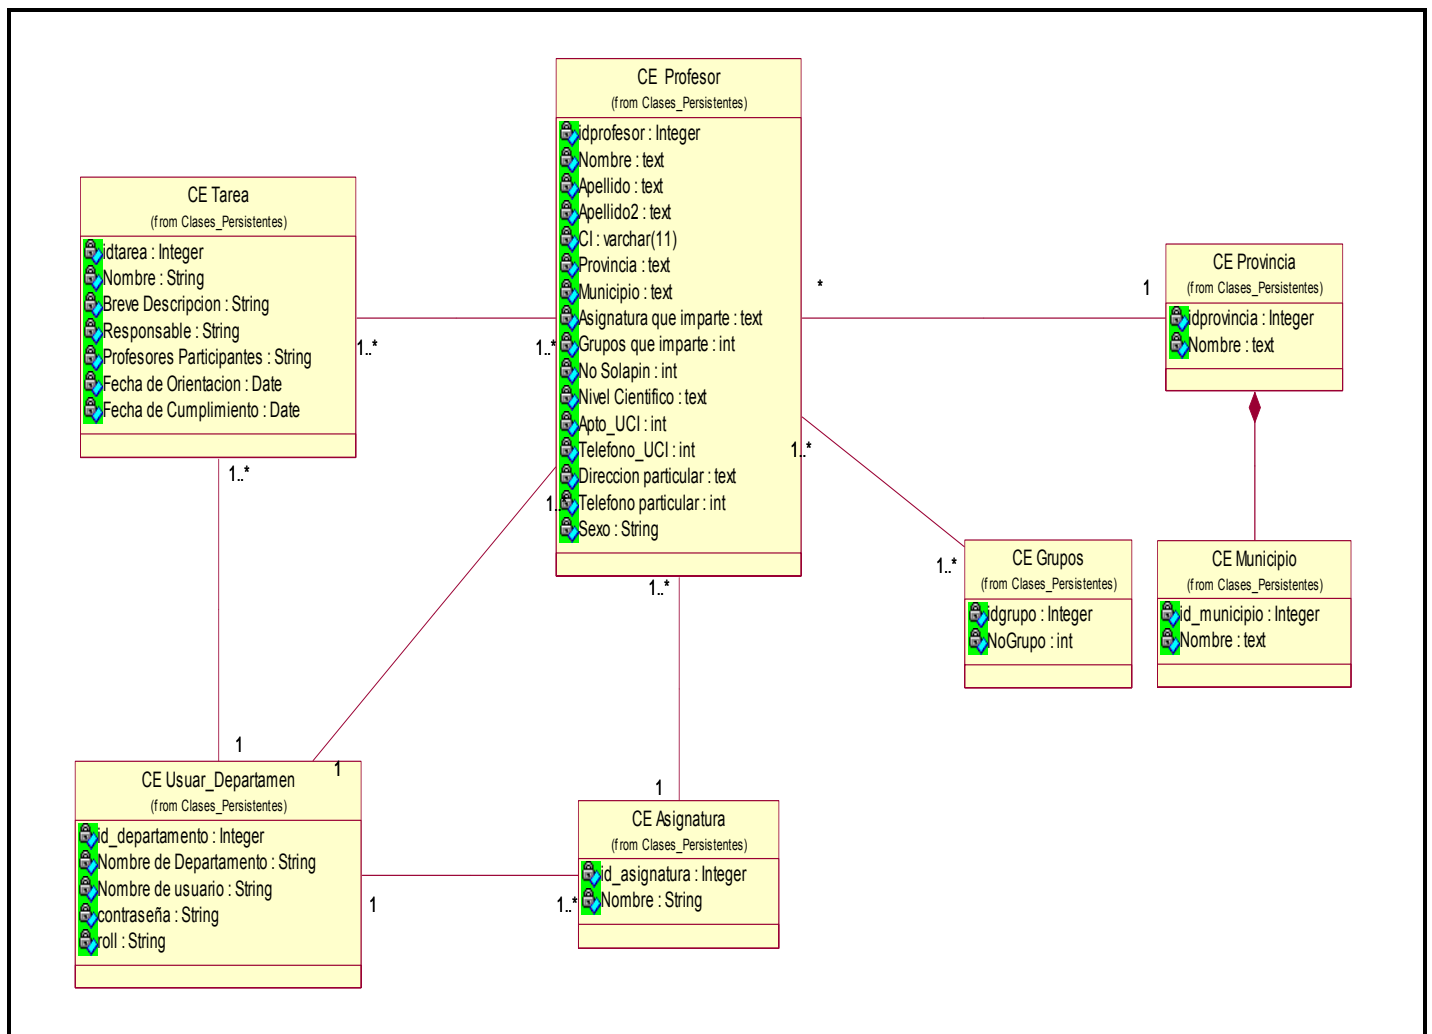 CE Profesor
(from Clases_Persistentes)
idprofesor : Integer
Nombre : text
Apellido : text
Apellido2 : text
CI : varchar(11)
Provincia : text
Municipio : text
Asignatura que imparte : text
Grupos que imparte : int
No Solapin : int
Nivel Cientifico : text
Apto_UCI : int
Telefono_UCI : int
Direccion particular : text
Telefono particular : int
Sexo : String
CE Tarea
(from Clases_Persistentes)
idtarea : Integer
Nombre : String
Breve Descripcion : String
Responsable : String
Profesores Participantes : String
Fecha de Orientacion : Date
Fecha de Cumplimiento : Date
1..*
1..*
*
1
CE Provincia
(from Clases_Persistentes)
idprovincia : Integer
Nombre : text
1..*
1..*
1..*
1..*
CE Grupos
(from Clases_Persistentes)
idgrupo : Integer
NoGrupo : int
CE Municipio
(from Clases_Persistentes)
id_municipio : Integer
Nombre : text
1..*
1
1
1
CE Usuar_Departamen
(from Clases_Persistentes)
id_departamento : Integer
Nombre de Departamento : String
Nombre de usuario : String
contraseña : String
roll : String
1
1..*
CE Asignatura
(from Clases_Persistentes)
id_asignatura : Integer
Nombre : String